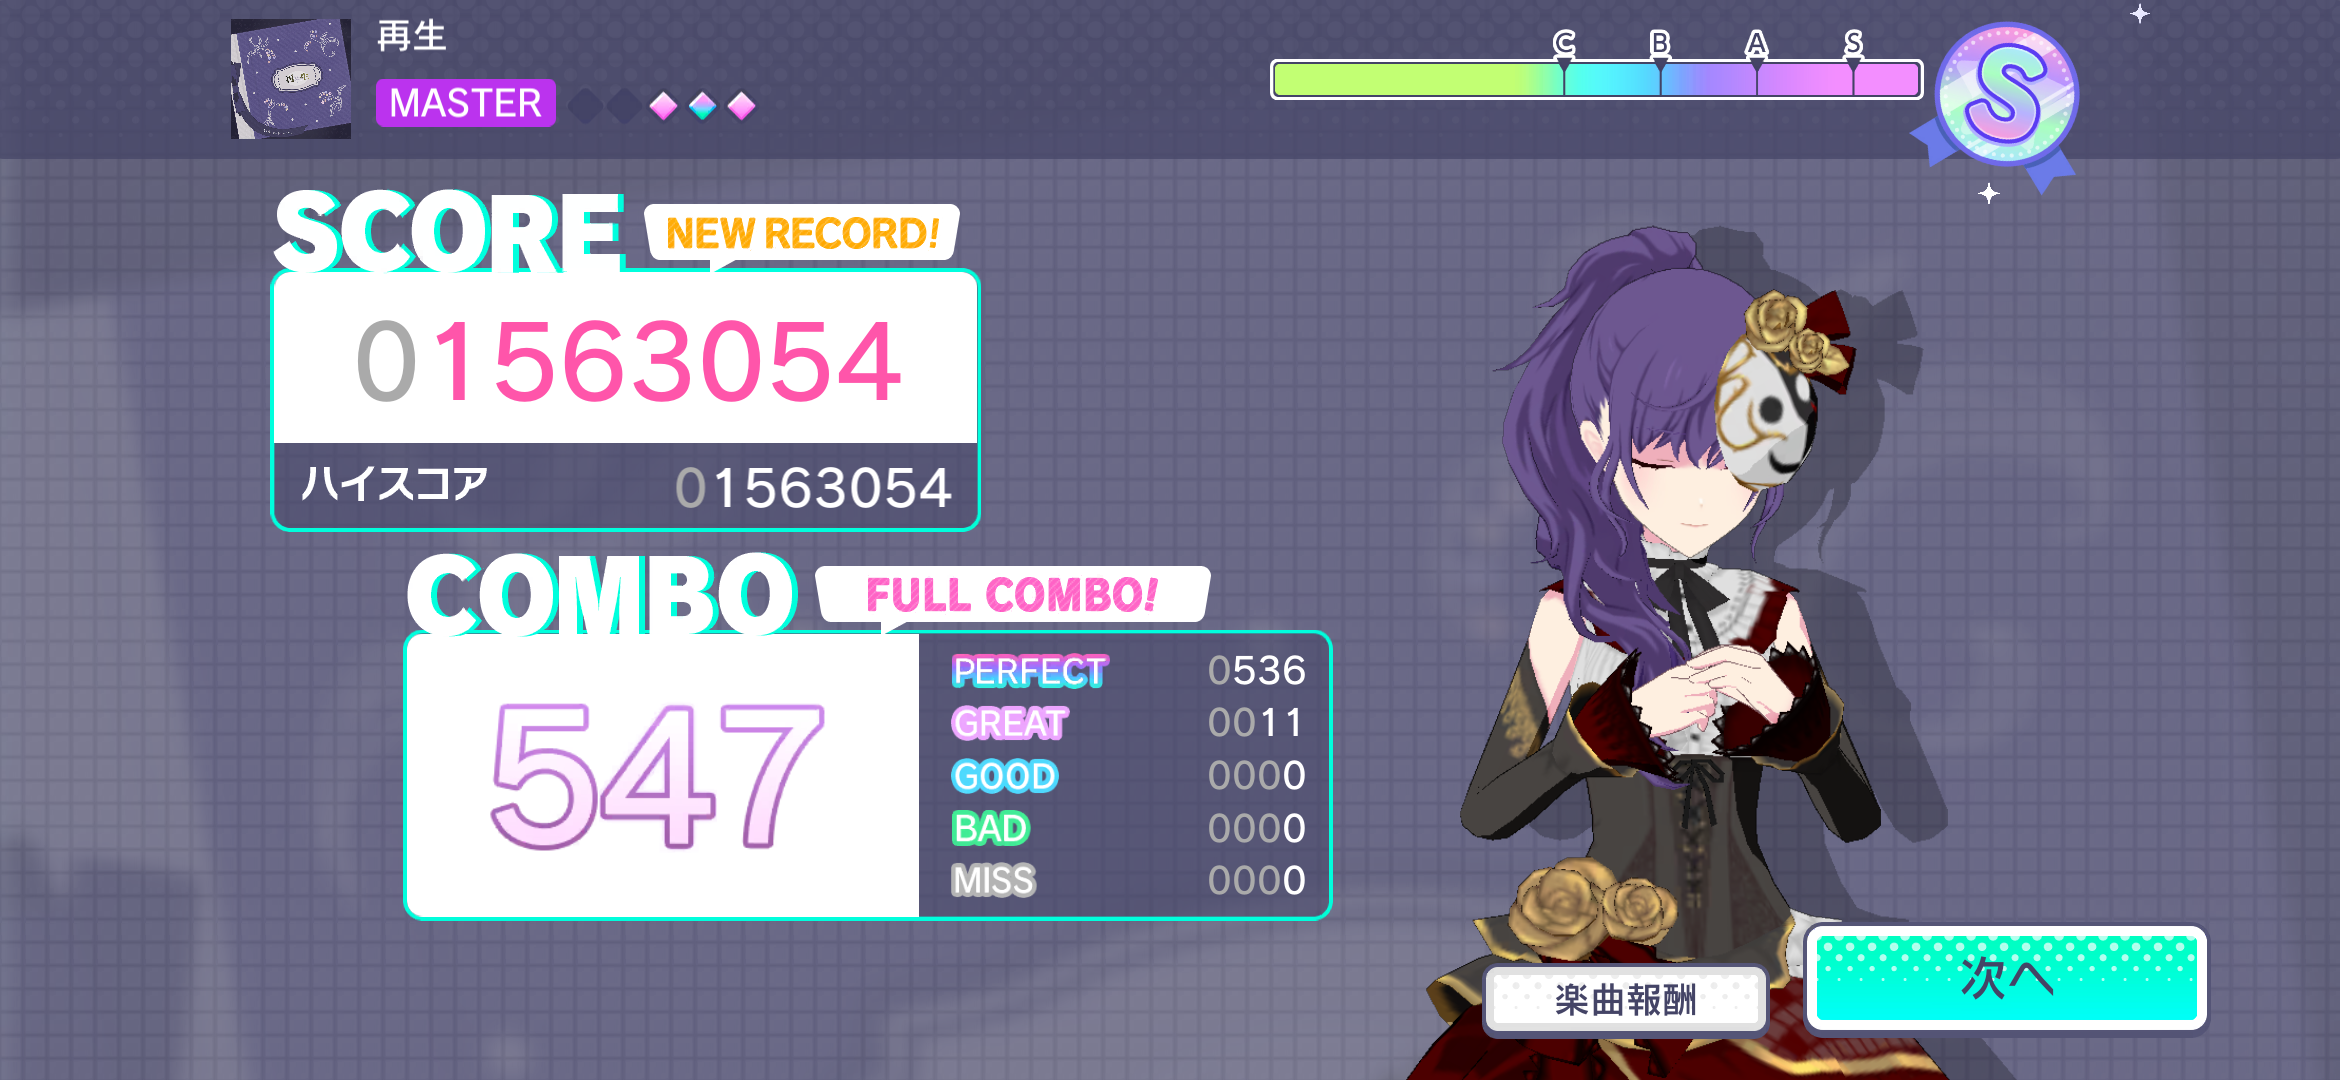 再生
MASTER
C B A S
S
SCORE
NEW RECORD!
01563054
ハイスコア 01563054
COMBO
FULL COMBO!
547
PERFECT 0536
GREAT 0011
GOOD 0000
BAD 0000
MISS 0000
楽曲報酬
次へ